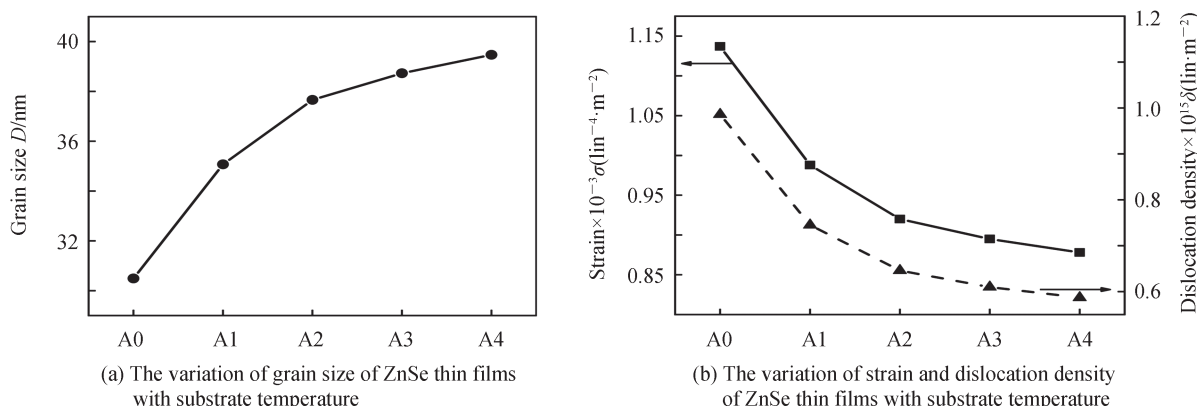 40
36
32
Grain size D/nm
A0 A1 A2 A3 A4
(a) The variation of grain size of ZnSe thin films
with substrate temperature
1.15
1.05
0.95
0.85
Strain×10⁻³σ(lin⁻⁴·m⁻²)
1.2
1.0
0.8
0.6
Dislocation density×10¹⁵δ(lin·m⁻²)
A0 A1 A2 A3 A4
(b) The variation of strain and dislocation density
of ZnSe thin films with substrate temperature